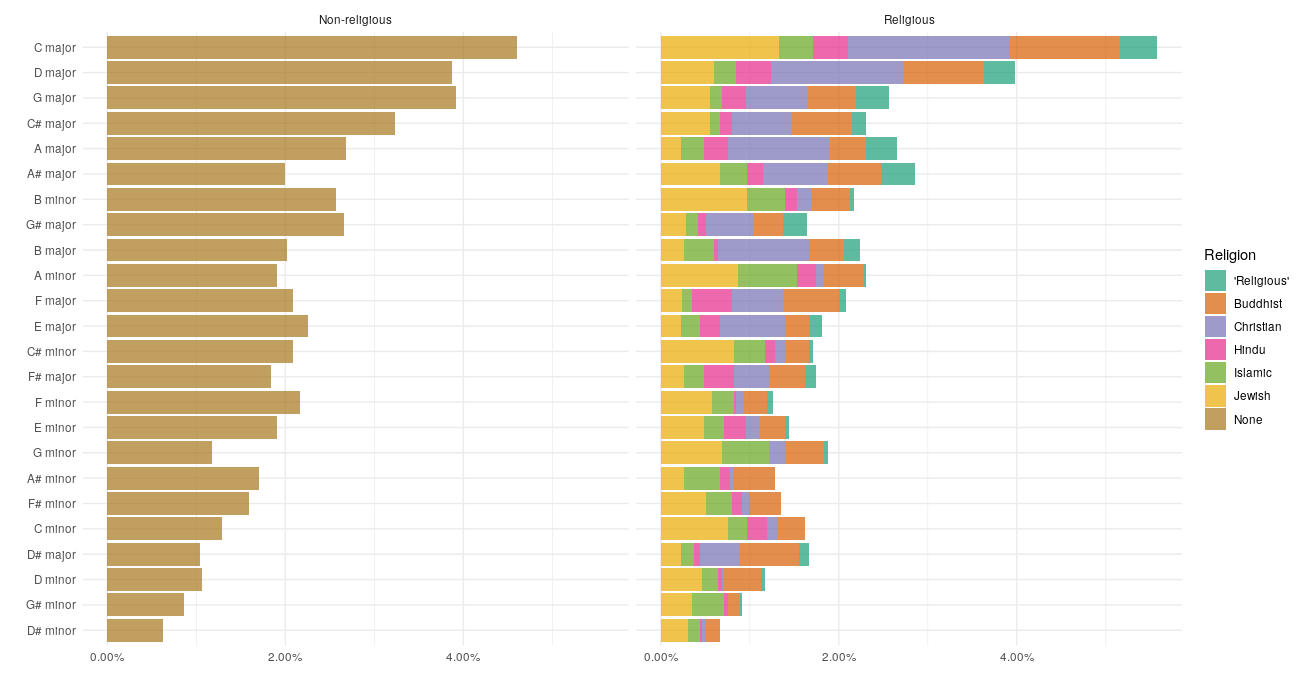 Non-religious
Religious
C major
D major
G major
C# major
A major
A# major
B minor
G# major
B major
A minor
F major
E major
C# minor
F# major
F minor
E minor
G minor
A# minor
F# minor
C minor
D# major
D minor
G# minor
D# minor
0.00% 2.00% 4.00%
0.00% 2.00% 4.00%
Religion
'Religious'
Buddhist
Christian
Hindu
Islamic
Jewish
None